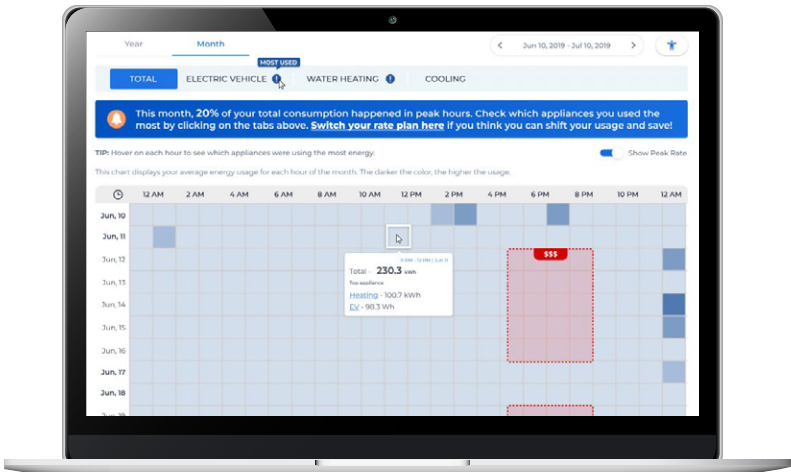 Year
Month
Jun 10, 2019 - Jul 10, 2019
MOST USED
TOTAL
ELECTRIC VEHICLE
WATER HEATING
COOLING
This month, 20% of your total consumption happened in peak hours. Check which appliances you used the
most by clicking on the tabs above. Switch your rate plan here if you think you can shift your usage and save!
TIP: Hover on each hour to see which appliances were using the most energy.
Show Peak Rate
This chart displays your average energy usage for each hour of the month. The darker the color, the higher the usage.
12 AM 2 AM 4 AM 6 AM 8 AM 10 AM 12 PM 2 PM 4 PM 6 PM 8 PM 10 PM 12 AM
Jun, 10
Jun, 11
Jun, 12
$$$
Total - 230.3 kWh
Top appliance
Heating - 100.7 kWh
EV - 98.3 Wh
Jun, 13
Jun, 14
Jun, 15
Jun, 16
Jun, 17
Jun, 18